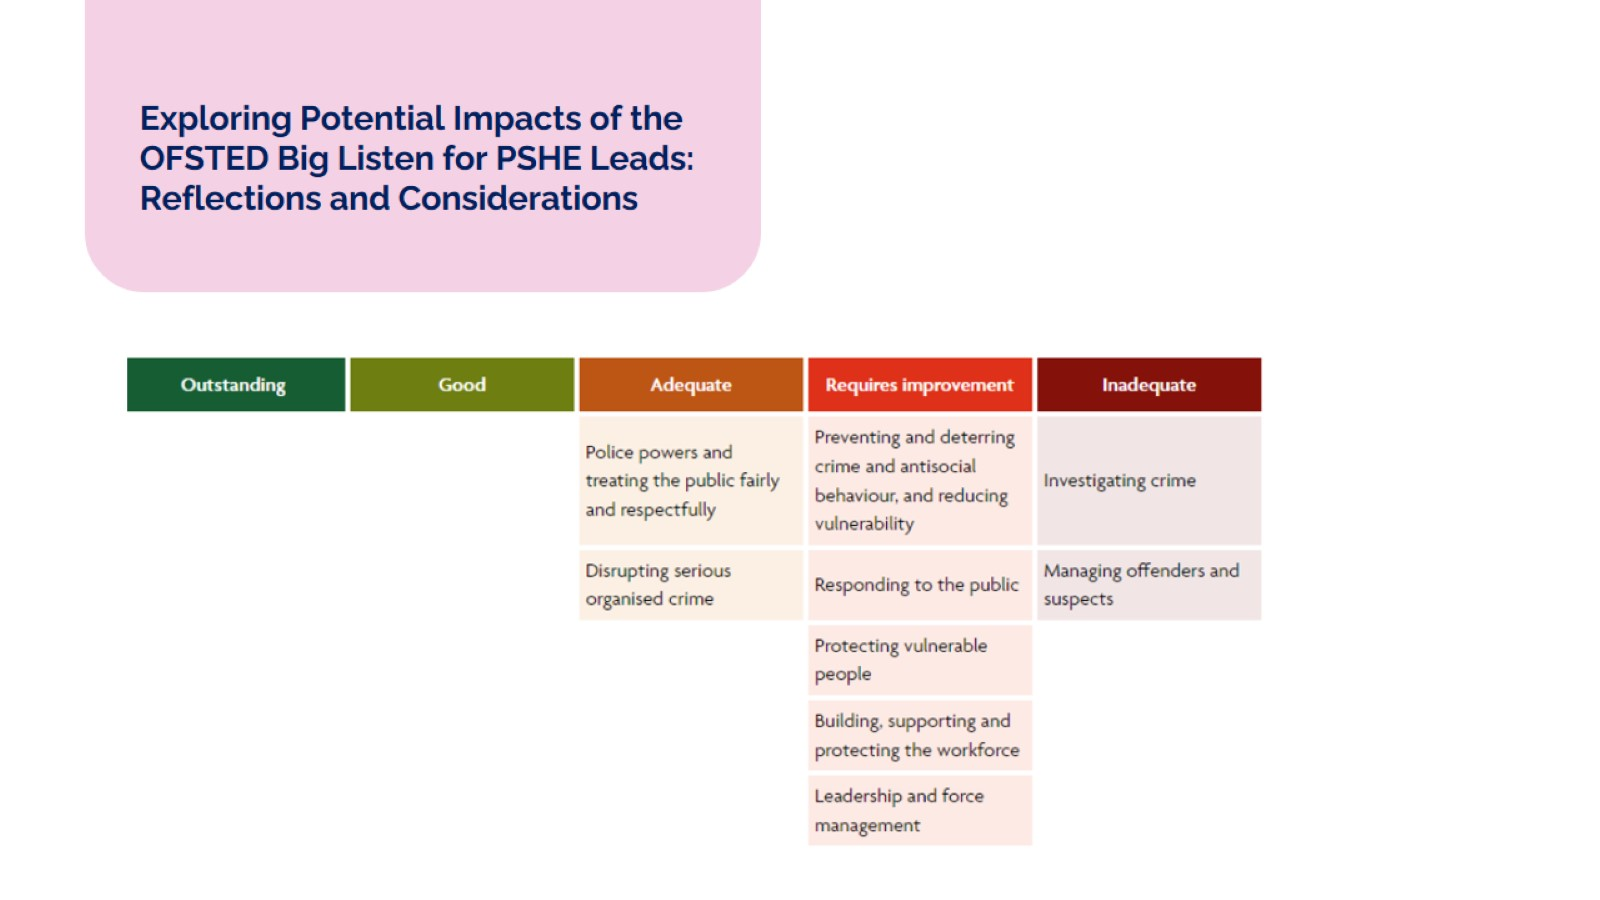 Exploring Potential Impacts of the
OFSTED Big Listen for PSHE Leads:
Reflections and Considerations
Outstanding
Good
Adequate
Requires improvement
Inadequate
Police powers and
treating the public fairly
and respectfully
Preventing and deterring
crime and antisocial
behaviour, and reducing
vulnerability
Investigating crime
Disrupting serious
organised crime
Responding to the public
Managing offenders and
suspects
Protecting vulnerable
people
Building, supporting and
protecting the workforce
Leadership and force
management